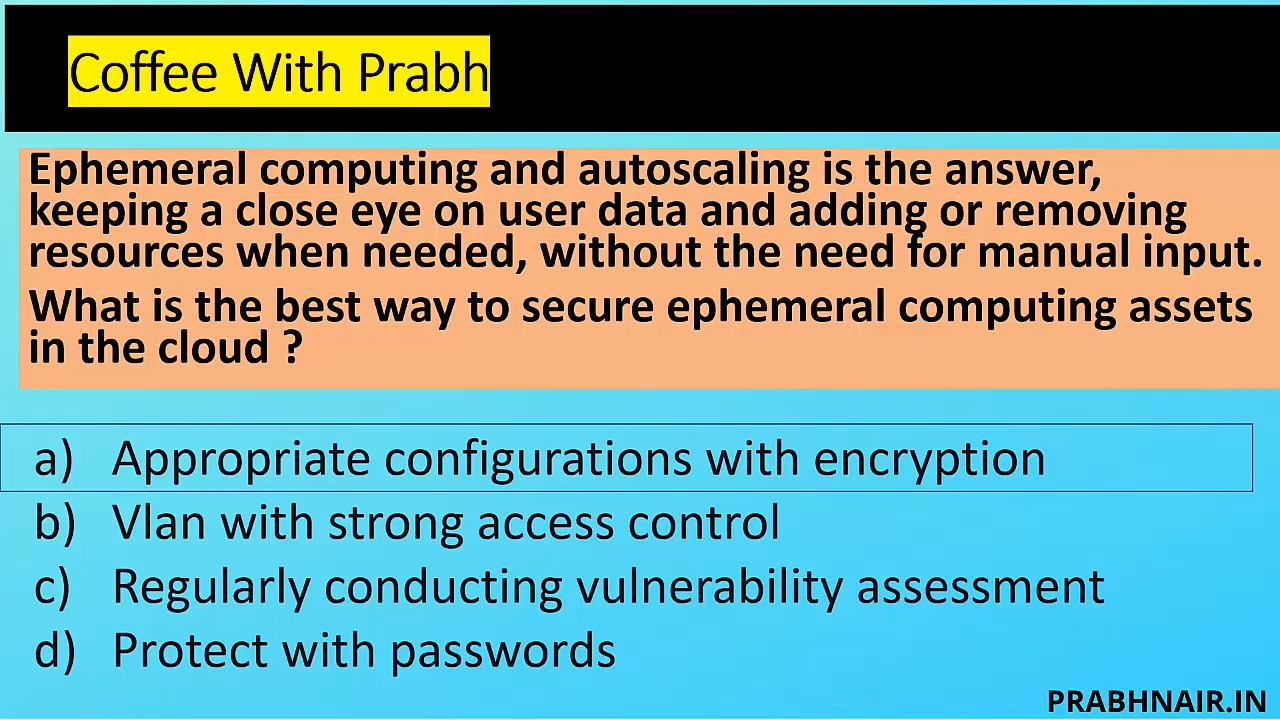 Coffee With Prabh
Ephemeral computing and autoscaling is the answer,
keeping a close eye on user data and adding or removing
resources when needed, without the need for manual input.
What is the best way to secure ephemeral computing assets
in the cloud ?
a) Appropriate configurations with encryption
b) Vlan with strong access control
c) Regularly conducting vulnerability assessment
d) Protect with passwords
PRABHNAIR.IN